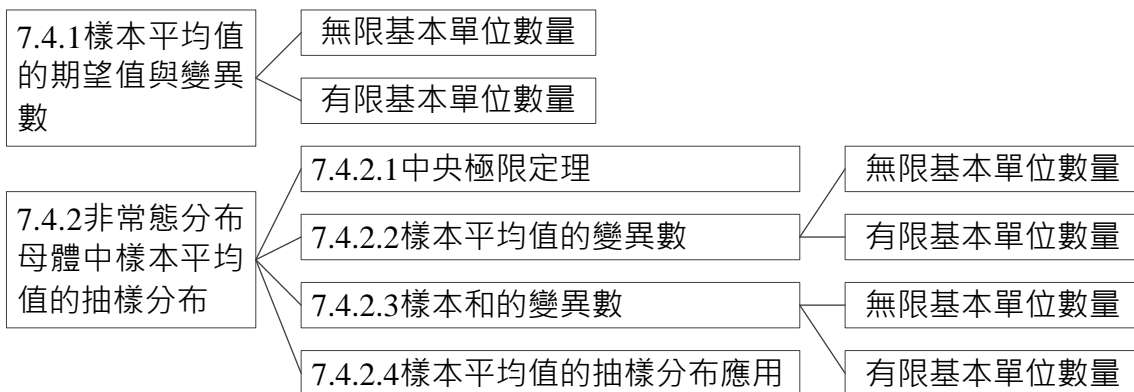 7.4.1樣本平均值
的期望值與變異
數
無限基本單位數量
有限基本單位數量
7.4.2非常態分布
母體中樣本平均
值的抽樣分布
7.4.2.1中央極限定理
7.4.2.2樣本平均值的變異數
無限基本單位數量
有限基本單位數量
7.4.2.3樣本和的變異數
無限基本單位數量
有限基本單位數量
7.4.2.4樣本平均值的抽樣分布應用